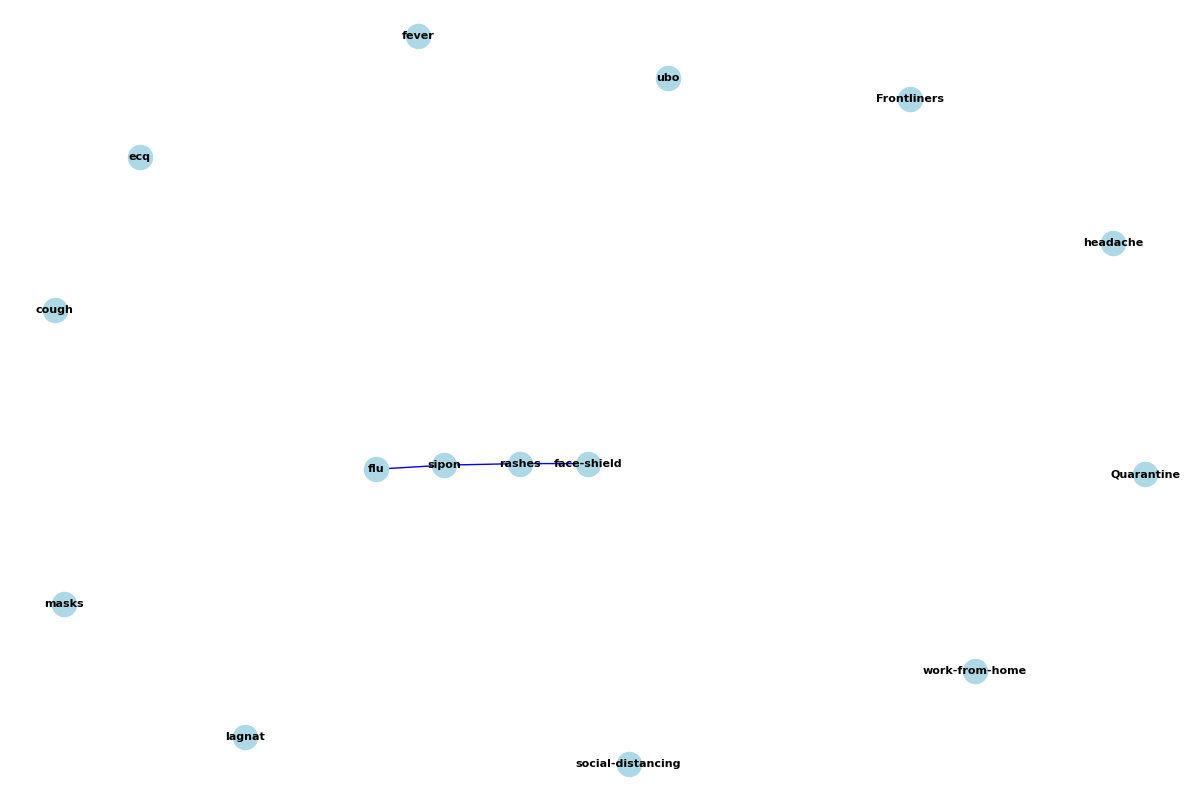 fever
ubo
Frontliners
ecq
headache
cough
flu
sipon
rashes
face-shield
Quarantine
masks
work-from-home
lagnat
social-distancing